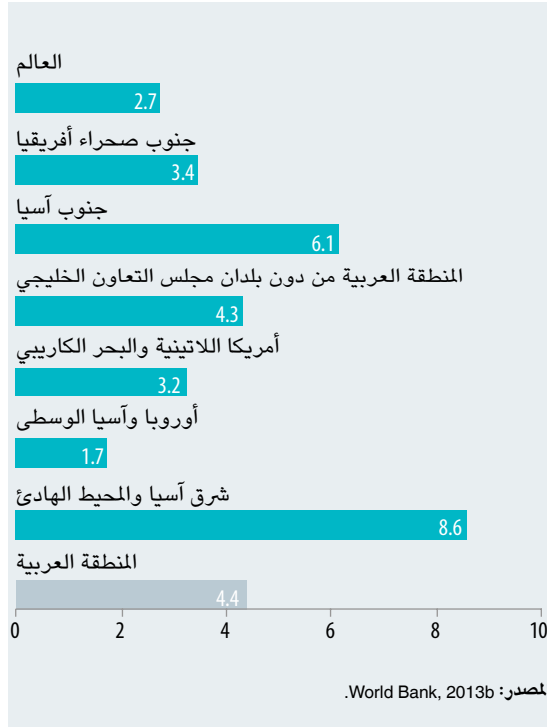 العالم
2.7
جنوب صحراء أفريقيا
3.4
جنوب آسيا
6.1
المنطقة العربية من دون بلدان مجلس التعاون الخليجي
4.3
أمريكا اللاتينية والبحر الكاريبي
3.2
أوروبا وآسيا الوسطى
1.7
شرق آسيا والمحيط الهادئ
8.6
المنطقة العربية
4.4
0 2 4 6 8 10
لمصدر: World Bank, 2013b.